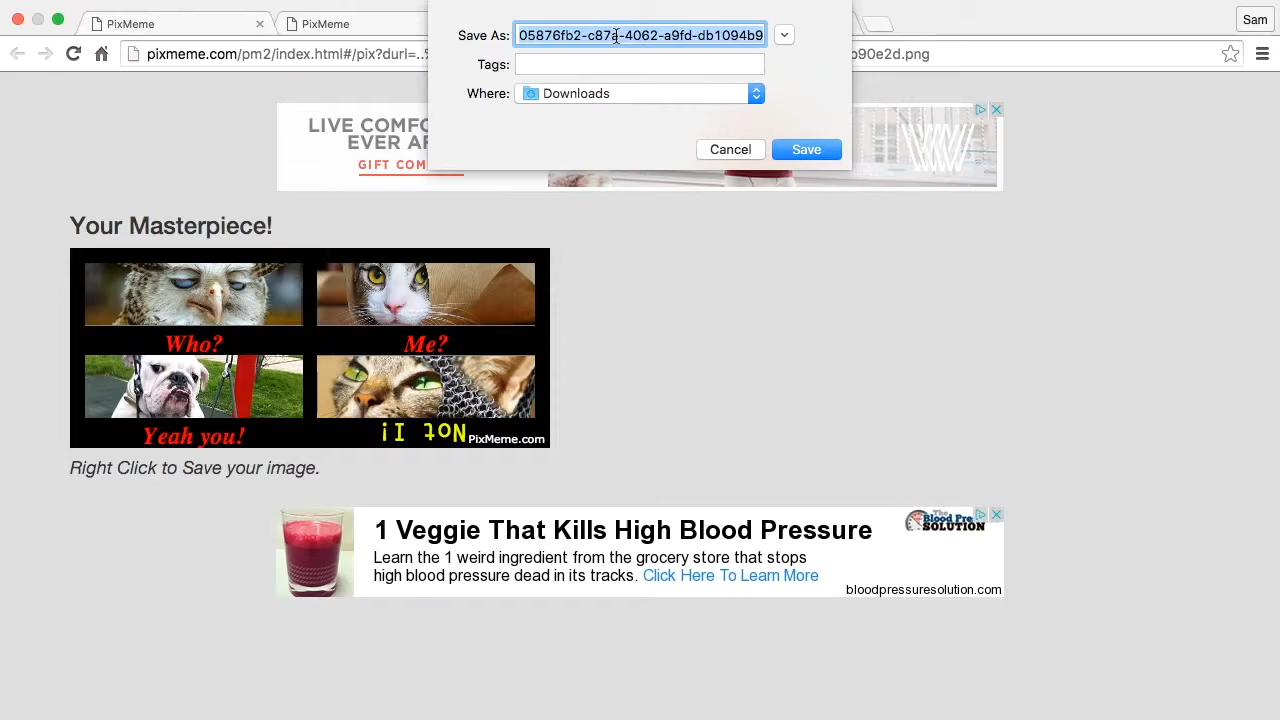 PixMeme
PixMeme
Sam
pixmeme.com/pm2/index.html#/pix?durl=..%
b90e2d.png
Save As:
05876fb2-c87a-4062-a9fd-db1094b9
Tags:
Where:
Downloads
Cancel
Save
LIVE COMFO
EVER AF
GIFT COM
Your Masterpiece!
Who?
Me?
Yeah you!
Not I!
PixMeme.com
Right Click to Save your image.
1 Veggie That Kills High Blood Pressure
Learn the 1 weird ingredient from the grocery store that stops
high blood pressure dead in its tracks. Click Here To Learn More
The
Blood Pre
SOLUTION
bloodpressuresolution.com